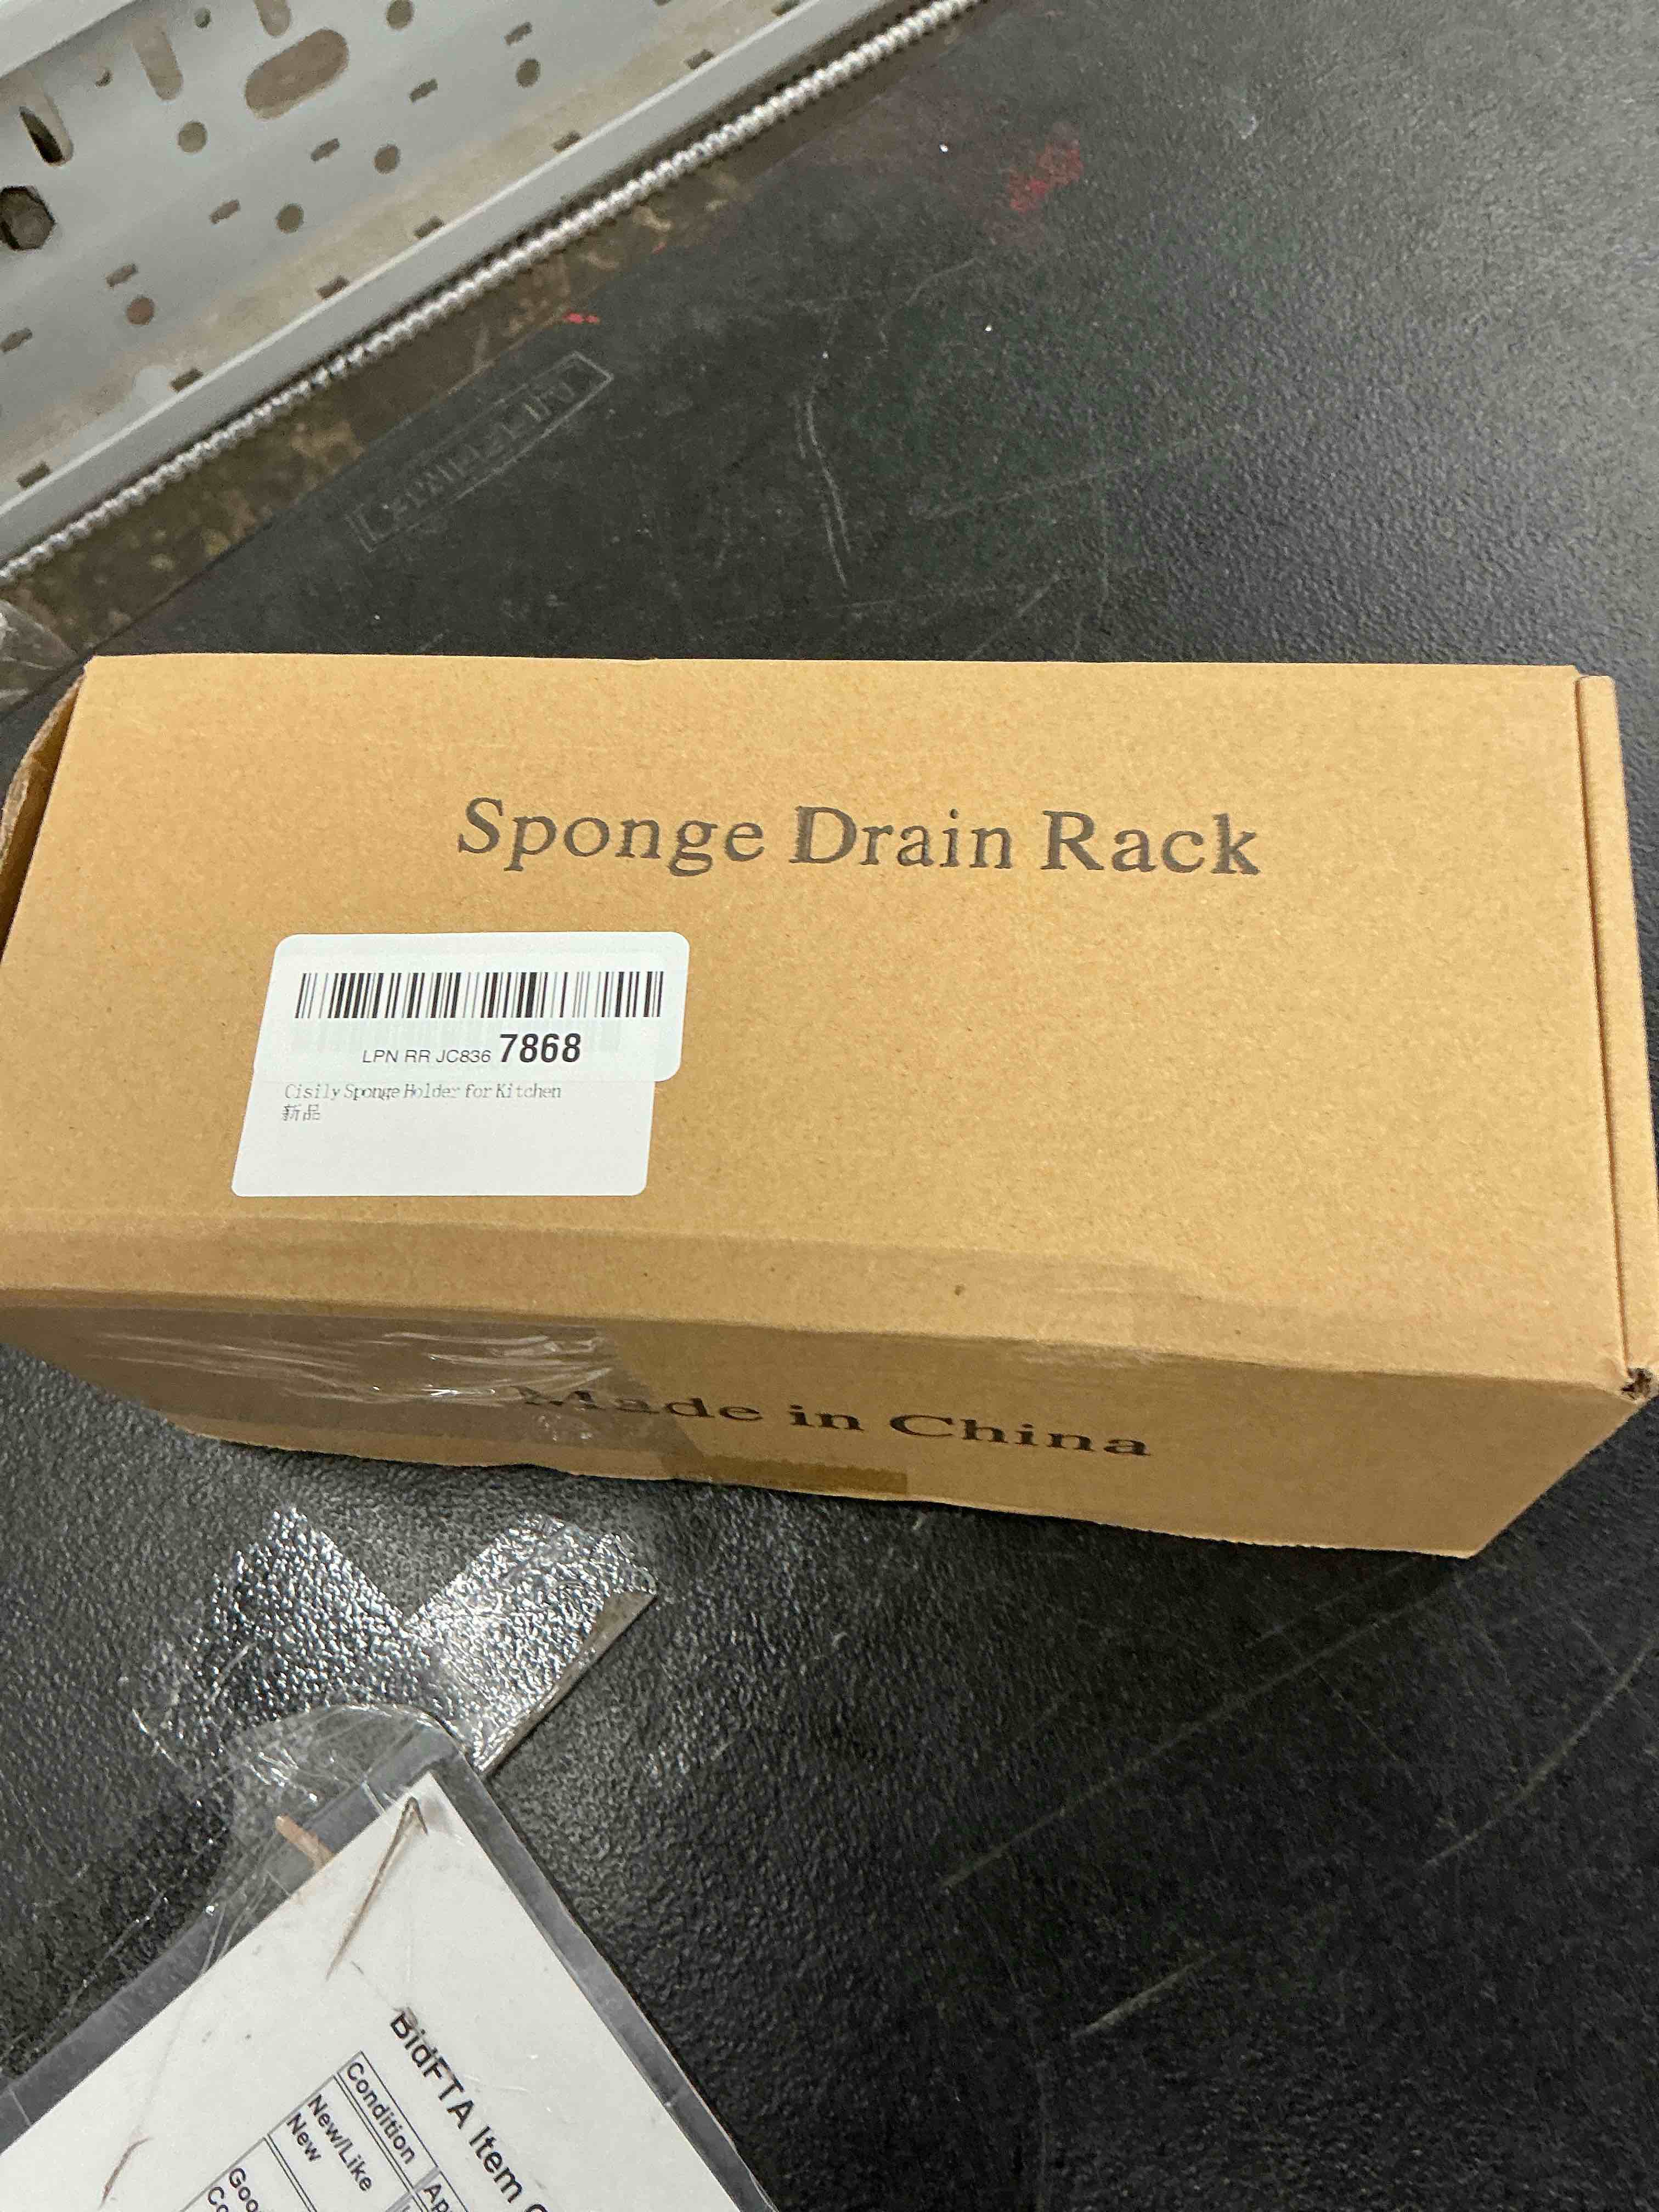 Sponge Drain Rack
LPN RR JC836 7868
Cisily Sponge Holder for Kitchen
新品
Made in China
BidFTA Item
Condition
New/Like
New